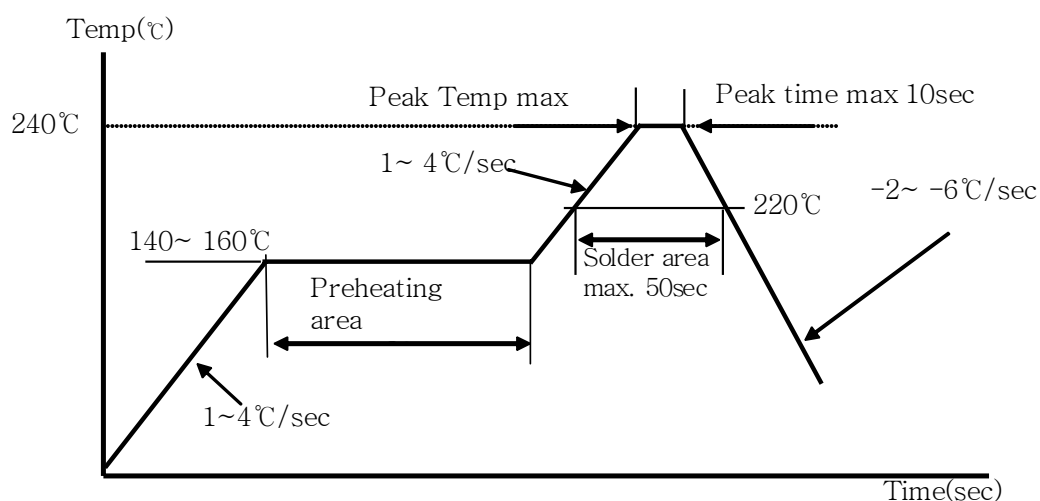 Temp(℃)
Peak Temp max
Peak time max 10sec
240℃
1~ 4℃/sec
-2~ -6℃/sec
220℃
140~ 160℃
Solder area
max. 50sec
Preheating
area
1~4℃/sec
Time(sec)